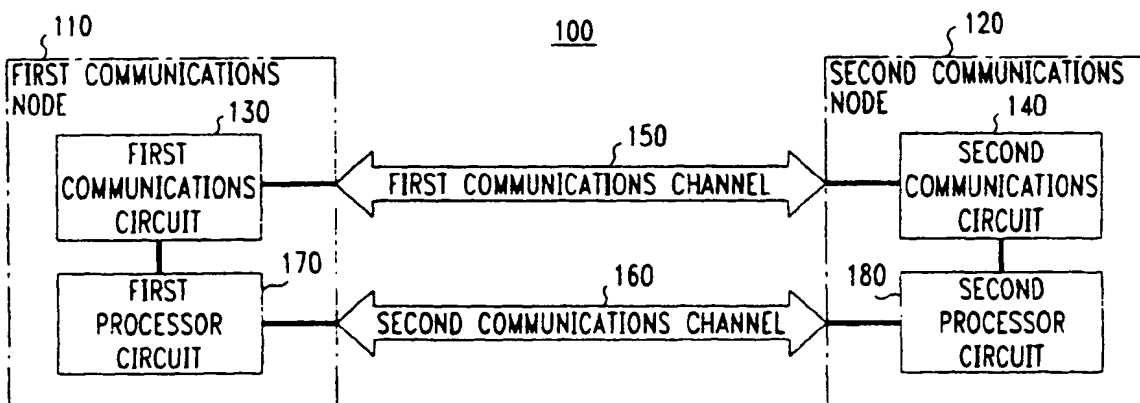 110
100
120
FIRST COMMUNICATIONS
NODE
SECOND COMMUNICATIONS
NODE
130
150
140
FIRST
COMMUNICATIONS
CIRCUIT
FIRST COMMUNICATIONS CHANNEL
SECOND
COMMUNICATIONS
CIRCUIT
170
160
180
FIRST
PROCESSOR
CIRCUIT
SECOND COMMUNICATIONS CHANNEL
SECOND
PROCESSOR
CIRCUIT